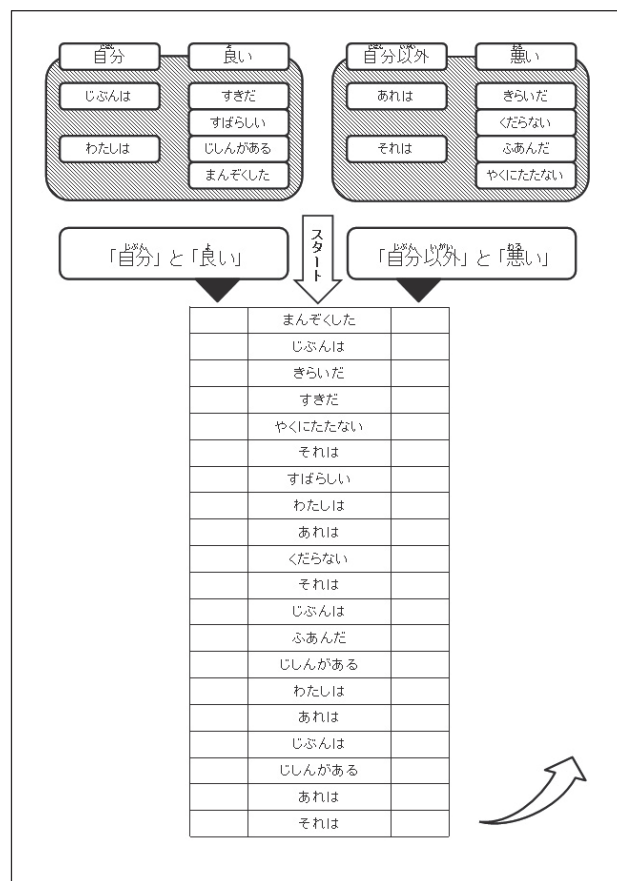 自分 良い
じぶんは すきだ
すばらしい
わたしは じしんがある
まんぞくした
自分以外 悪い
あれは きらいだ
くだらない
それは ふあんだ
やくにたたない
「自分」と「良い」
スタート
「自分以外」と「悪い」
まんぞくした
じぶんは
きらいだ
すきだ
やくにたたない
それは
すばらしい
わたしは
あれは
くだらない
それは
じぶんは
ふあんだ
じしんがある
わたしは
あれは
じぶんは
じしんがある
あれは
それは